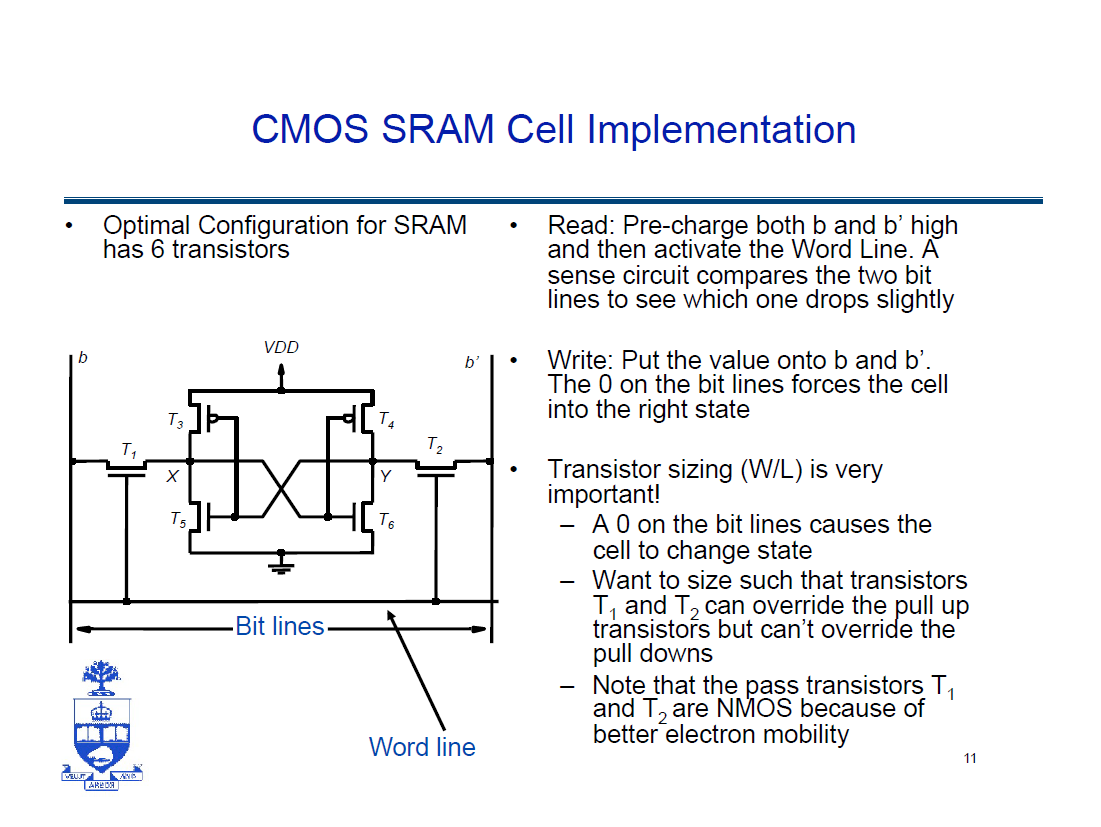 CMOS SRAM Cell Implementation
• Optimal Configuration for SRAM
has 6 transistors
b
VDD
b’
T3
T4
T1
T2
X
Y
T5
T6
Bit lines
Word line
• Read: Pre-charge both b and b’ high
and then activate the Word Line. A
sense circuit compares the two bit
lines to see which one drops slightly
• Write: Put the value onto b and b’.
The 0 on the bit lines forces the cell
into the right state
• Transistor sizing (W/L) is very
important!
– A 0 on the bit lines causes the
cell to change state
– Want to size such that transistors
T1 and T2 can override the pull up
transistors but can’t override the
pull downs
– Note that the pass transistors T1
and T2 are NMOS because of
better electron mobility
ARBOR
11